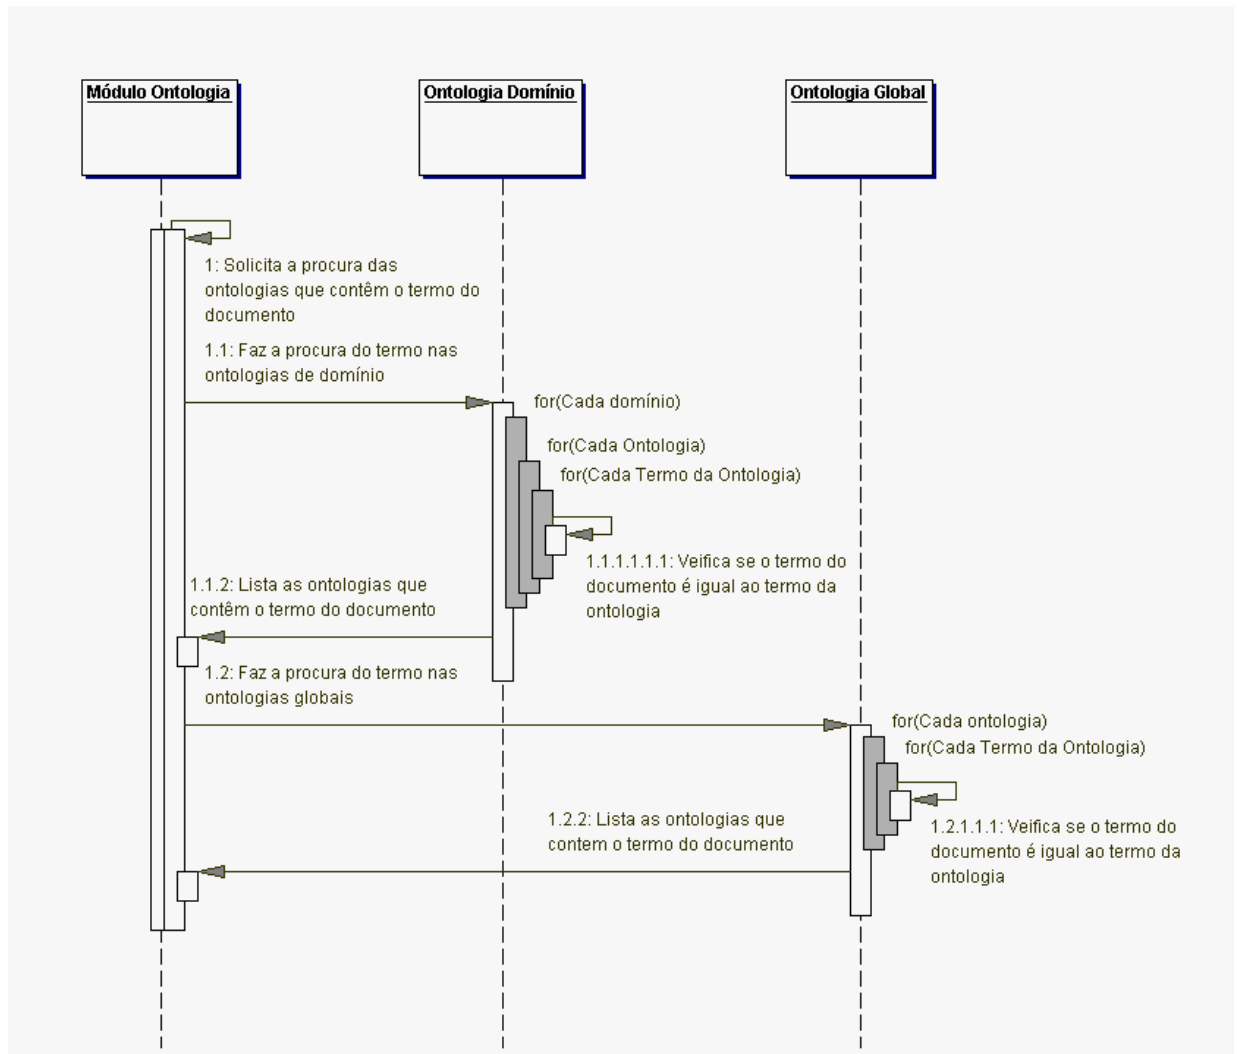 Módulo Ontologia
Ontologia Domínio
Ontologia Global
1: Solicita a procura das
ontologias que contêm o termo do
documento
1.1: Faz a procura do termo nas
ontologias de domínio
for(Cada domínio)
for(Cada Ontologia)
for(Cada Termo da Ontologia)
1.1.1.1.1.1: Veifica se o termo do
documento é igual ao termo da
ontologia
1.1.2: Lista as ontologias que
contêm o termo do documento
1.2: Faz a procura do termo nas
ontologias globais
for(Cada ontologia)
for(Cada Termo da Ontologia)
1.2.1.1.1: Veifica se o termo do
documento é igual ao termo da
ontologia
1.2.2: Lista as ontologias que
contem o termo do documento